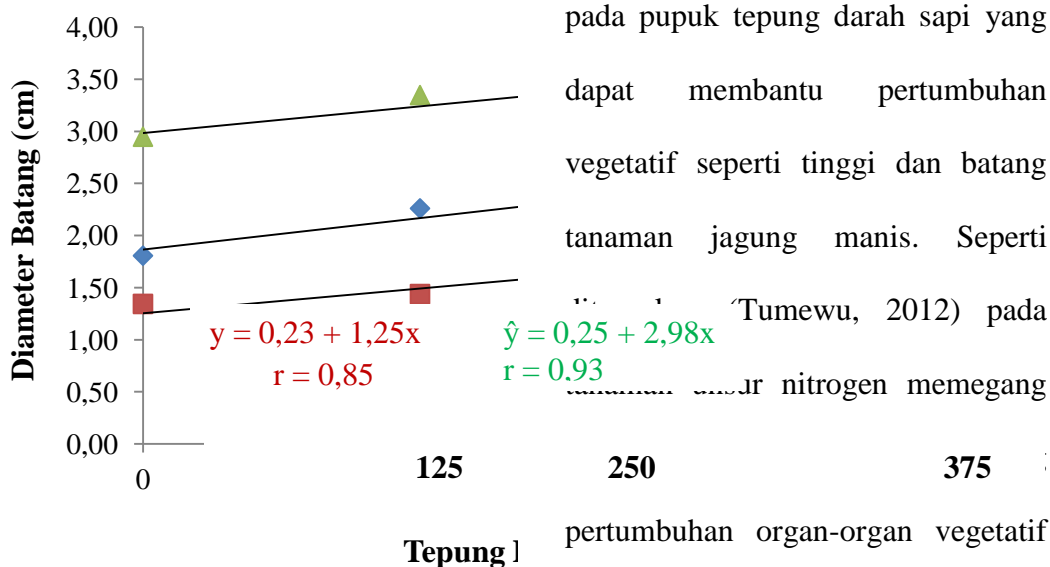 4,00
3,50
3,00
2,50
2,00
1,50
1,00
0,50
0,00
Diameter Batang (cm)
y = 0,23 + 1,25x
r = 0,85
ŷ = 0,25 + 2,98x
r = 0,93
0
125 250 375
Tepung
pada pupuk tepung darah sapi yang
dapat membantu pertumbuhan
vegetatif seperti tinggi dan batang
tanaman jagung manis. Seperti
(Tumewu, 2012) pada
nitrogen memegang
pertumbuhan organ-organ vegetatif